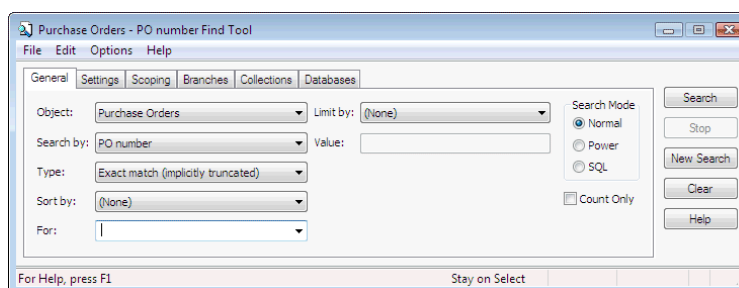 Purchase Orders - PO number Find Tool
File Edit Options Help
General Settings Scoping Branches Collections Databases
Object: Purchase Orders Limit by: (None) Search Mode Search
Normal
Search by: PO number Value: Power Stop
Type: Exact match (implicitly truncated) SQL New Search
Sort by: (None) Count Only Clear
For: Help
For Help, press F1 Stay on Select